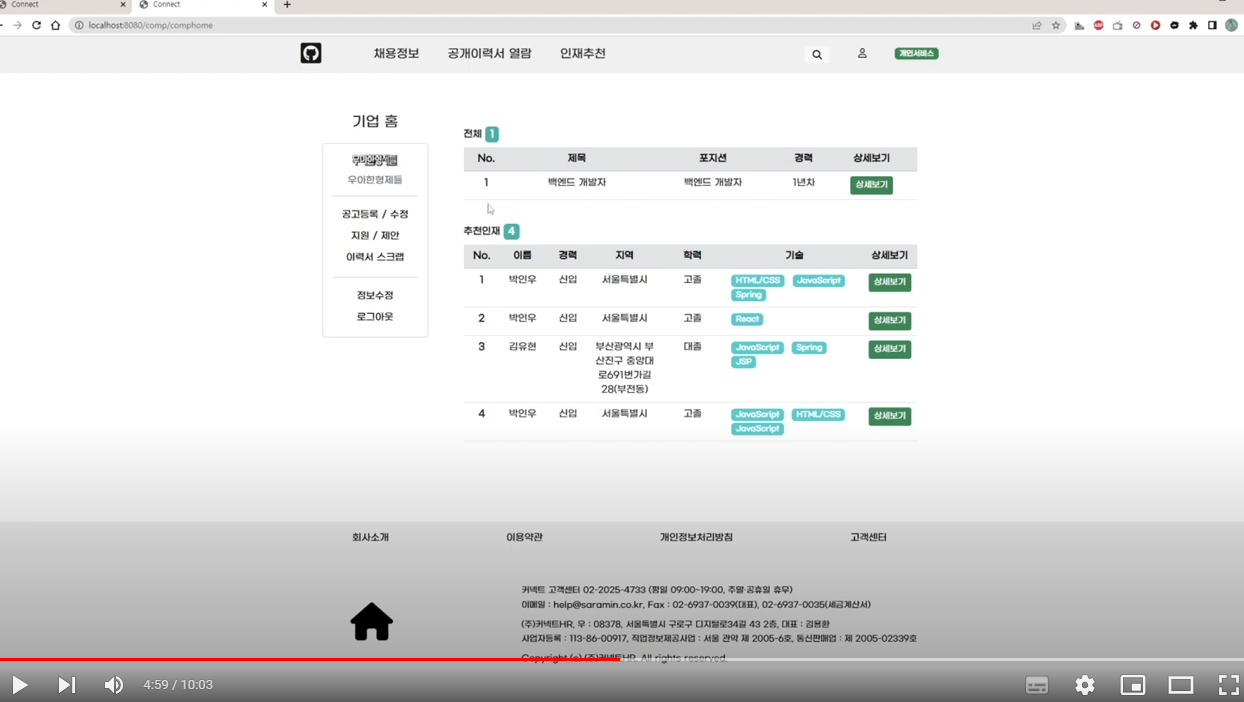 Connect
Connect
localhost:8080/comp/comphome
채용정보 공개이력서 열람 인재추천 개인서비스
기업 홈
우아한형제들
우아한형제들
공고등록 / 수정
지원 / 제안
이력서 스크랩
정보수정
로그아웃
전체 1
No. 제목 포지션 경력 상세보기
1 백엔드 개발자 백엔드 개발자 1년차 상세보기
추천인재 4
No. 이름 경력 지역 학력 기술 상세보기
1 박인우 신입 서울특별시 고졸 HTML/CSS JavaScript 상세보기
Spring
2 박인우 신입 서울특별시 고졸 React 상세보기
3 김유현 신입 부산광역시 부 대졸 JavaScript Spring 상세보기
산진구 중앙대 JSP
로691번가길
28(부전동)
4 박인우 신입 서울특별시 고졸 JavaScript HTML/CSS 상세보기
JavaScript
회사소개 이용약관 개인정보처리방침 고객센터
커넥트 고객센터 02-2025-4733 (평일 09:00~19:00, 주말·공휴일 휴무)
이메일 : help@saramin.co.kr, Fax : 02-6937-0039(대표), 02-6937-0035(세금계산서)
(주)커넥트HR, 우 : 08378, 서울특별시 구로구 디지털로34길 43 2층, 대표 : 김용환
사업자등록 : 113-86-00917, 직업정보제공사업 : 서울 관악 제 2005-6호, 통신판매업 : 제 2005-02339호
Copyright (c) (주)커넥트HR. All rights reserved.
4:59 / 10:03